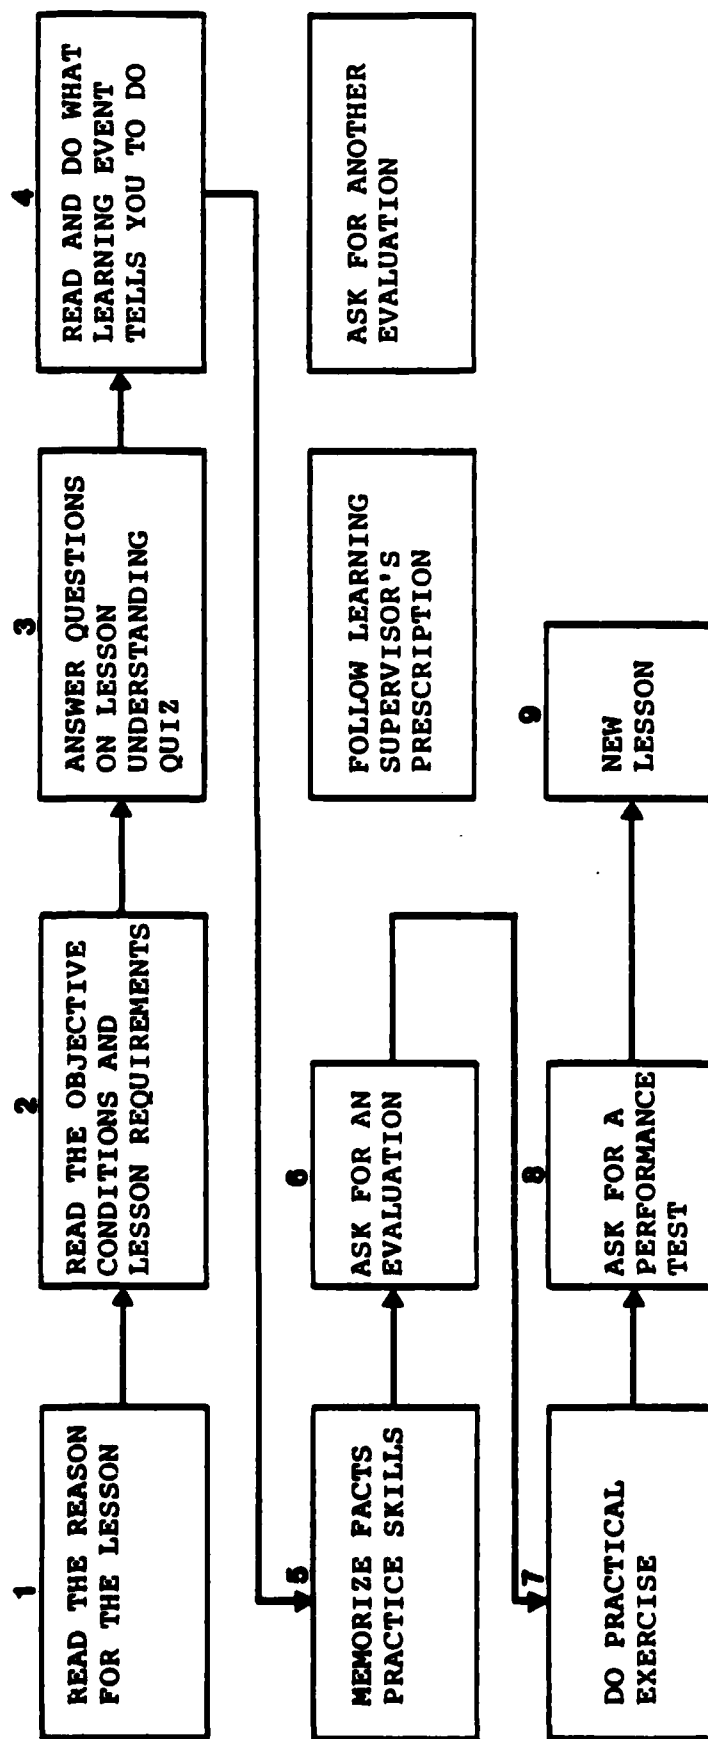 1
READ THE REASON
FOR THE LESSON
2
READ THE OBJECTIVE
CONDITIONS AND
LESSON REQUIREMENTS
3
ANSWER QUESTIONS
ON LESSON
UNDERSTANDING
QUIZ
4
READ AND DO WHAT
LEARNING EVENT
TELLS YOU TO DO
5
MEMORIZE FACTS
PRACTICE SKILLS
6
ASK FOR AN
EVALUATION
FOLLOW LEARNING
SUPERVISOR'S
PRESCRIPTION
ASK FOR ANOTHER
EVALUATION
7
DO PRACTICAL
EXERCISE
8
ASK FOR A
PERFORMANCE
TEST
9
NEW
LESSON